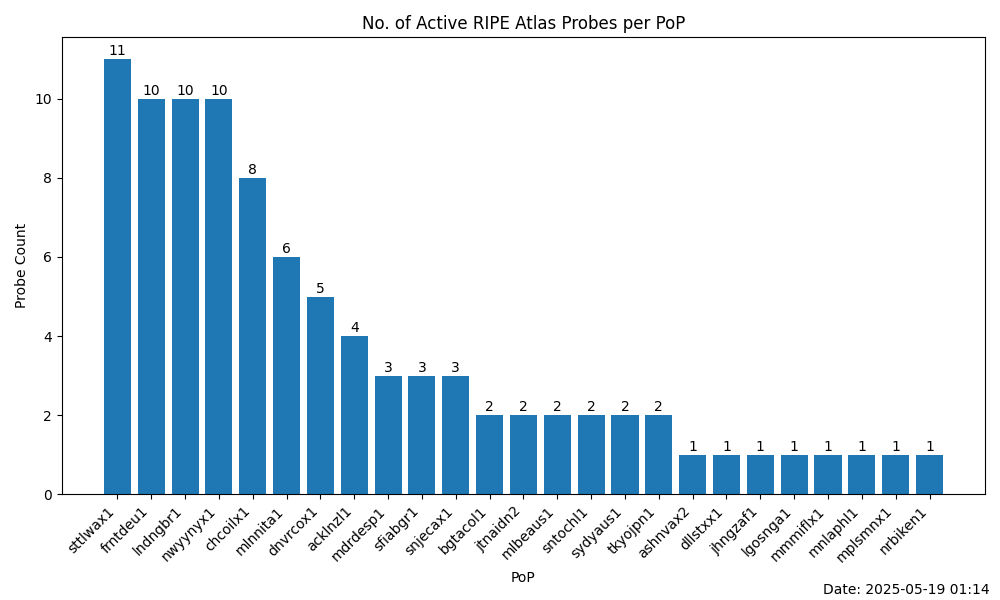 No. of Active RIPE Atlas Probes per PoP
11
10
10
10
8
6
5
4
3
3
3
2
2
2
2
2
2
1
1
1
1
1
1
1
1
10
8
6
4
2
0
Probe Count
sttlwax1
frntdeu1
lndngbr1
nwyynyx1
chcoilx1
mlnnita1
dnvrcox1
acklnzl1
mdrdesp1
sfiabgr1
snjecax1
bgtacol1
jtnaidn2
mlbeaus1
sntochl1
sydyaus1
tkyojpn1
ashnvax2
dllstxx1
jhngzaf1
lgosnga1
mmmiflx1
mnlaphl1
mplsmnx1
nrbiken1
PoP
Date: 2025-05-19 01:14